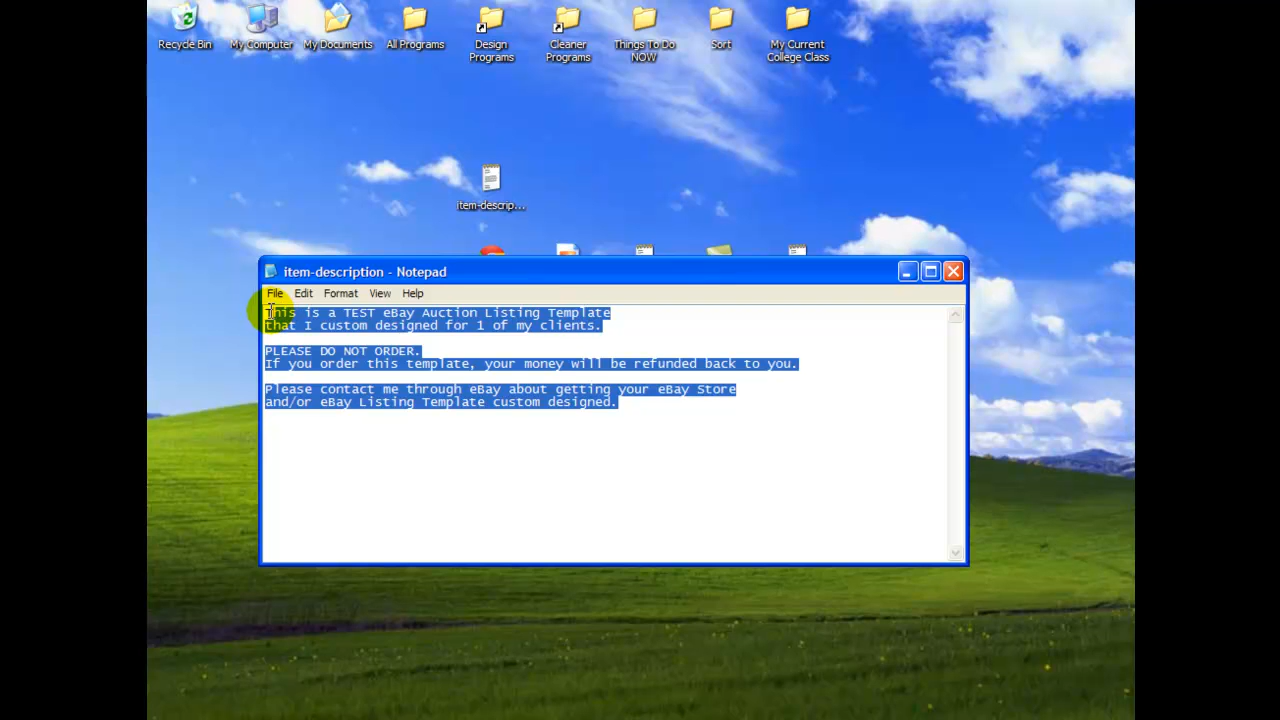 Recycle Bin
My Computer
My Documents
All Programs
Design
Programs
Cleaner
Programs
Things To Do
NOW
Sort
My Current
College Class
item-descrip...
item-description - Notepad
File Edit Format View Help
This is a TEST eBay Auction Listing Template
that I custom designed for 1 of my clients.
PLEASE DO NOT ORDER.
If you order this template, your money will be refunded back to you.
Please contact me through eBay about getting your eBay Store
and/or eBay Listing Template custom designed.